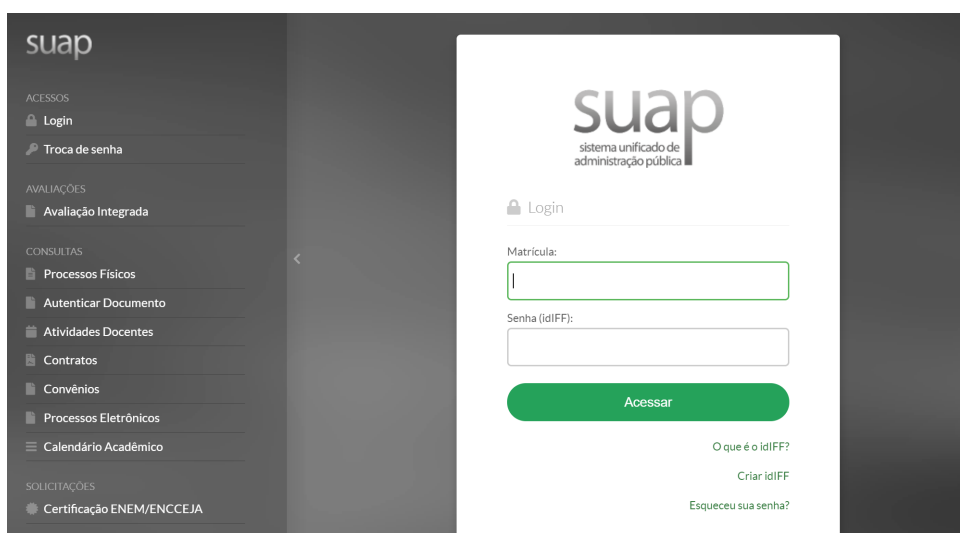 suap
ACESSOS
Login
Troca de senha
AVALIAÇÕES
Avaliação Integrada
CONSULTAS
Processos Físicos
Autenticar Documento
Atividades Docentes
Contratos
Convênios
Processos Eletrônicos
Calendário Acadêmico
SOLICITAÇÕES
Certificação ENEM/ENCCEJA
suap
sistema unificado de
administração pública
Login
Matrícula:
Senha (idIFF):
Acessar
O que é o idIFF?
Criar idIFF
Esqueceu sua senha?